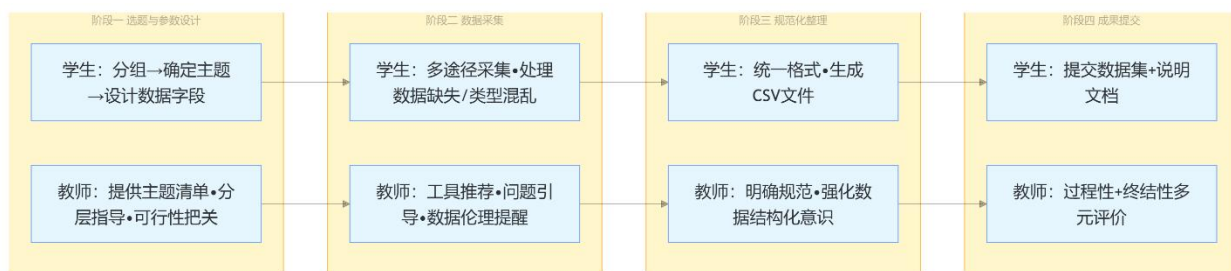 阶段一 选题与参数设计
学生：分组→确定主题
→设计数据字段
教师：提供主题清单•分
层指导•可行性把关
阶段二 数据采集
学生：多途径采集•处理
数据缺失/类型混乱
教师：工具推荐•问题引
导•数据伦理提醒
阶段三 规范化整理
学生：统一格式•生成
CSV文件
教师：明确规范•强化数
据结构化意识
阶段四 成果提交
学生：提交数据集+说明
文档
教师：过程性+终结性多
元评价